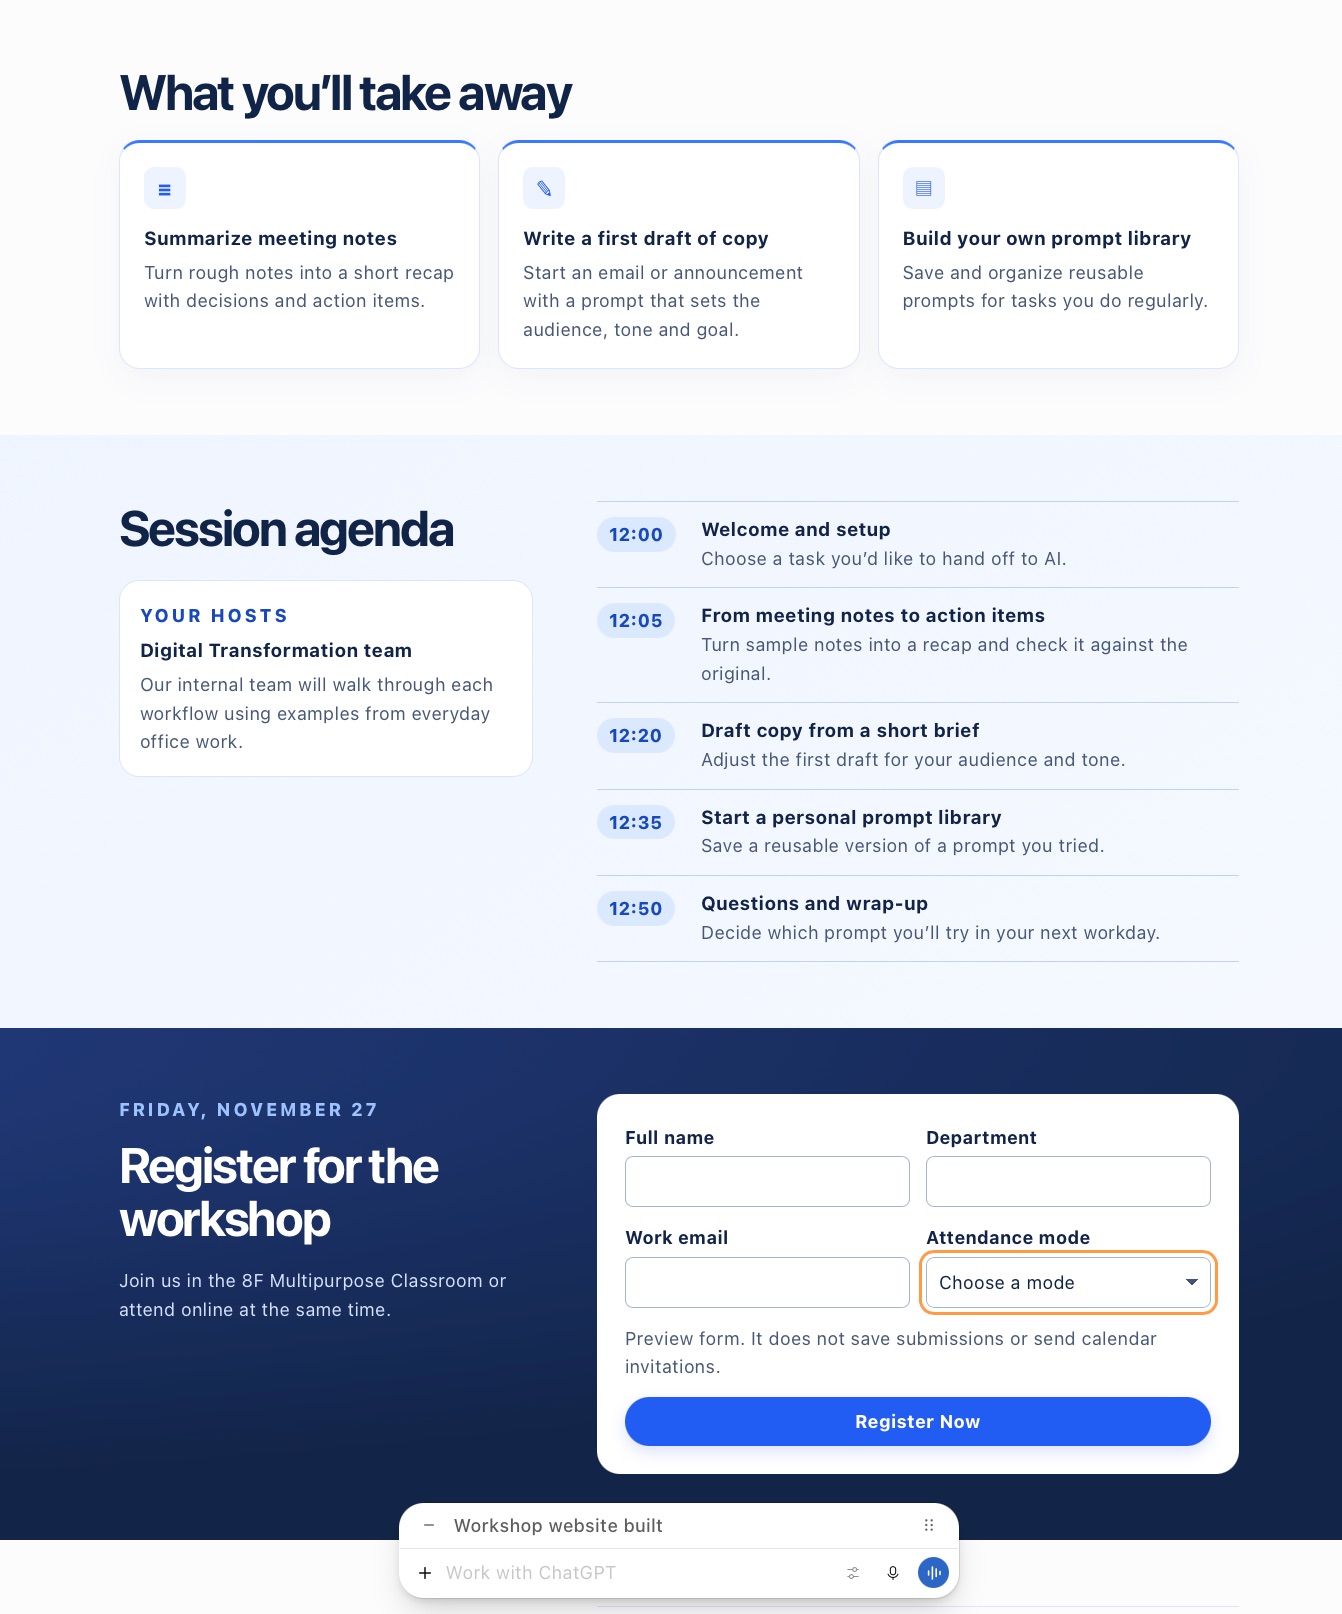 What you’ll take away
Summarize meeting notes
Turn rough notes into a short recap
with decisions and action items.
Write a first draft of copy
Start an email or announcement
with a prompt that sets the
audience, tone and goal.
Build your own prompt library
Save and organize reusable
prompts for tasks you do regularly.
Session agenda
YOUR HOSTS
Digital Transformation team
Our internal team will walk through each
workflow using examples from everyday
office work.
12:00
Welcome and setup
Choose a task you’d like to hand off to AI.
12:05
From meeting notes to action items
Turn sample notes into a recap and check it against the
original.
12:20
Draft copy from a short brief
Adjust the first draft for your audience and tone.
12:35
Start a personal prompt library
Save a reusable version of a prompt you tried.
12:50
Questions and wrap-up
Decide which prompt you’ll try in your next workday.
FRIDAY, NOVEMBER 27
Register for the
workshop
Join us in the 8F Multipurpose Classroom or
attend online at the same time.
Full name
Department
Work email
Attendance mode
Choose a mode
Preview form. It does not save submissions or send calendar
invitations.
Register Now
Workshop website built
Work with ChatGPT